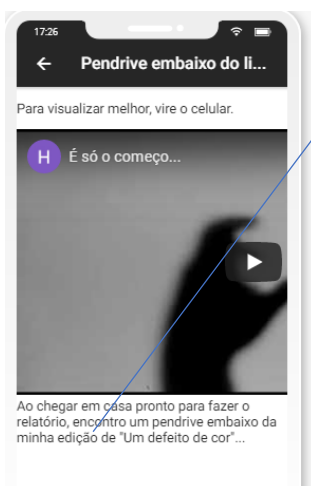 17:26
Pendrive embaixo do li...
Para visualizar melhor, vire o celular.
H É só o começo...
Ao chegar em casa pronto para fazer o
relatório, encontro um pendrive embaixo da
minha edição de "Um defeito de cor"...